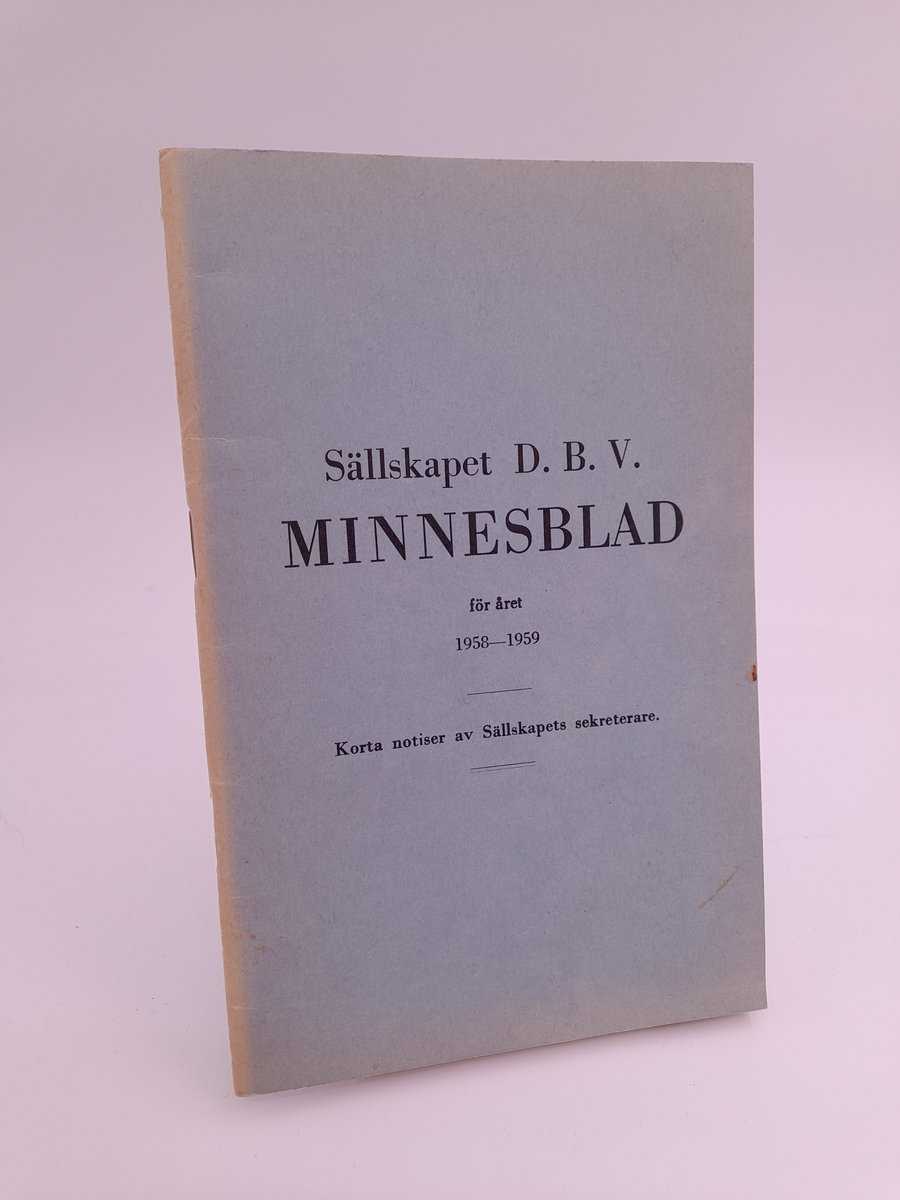 Sällskapet D. B. V.
MINNESBLAD
för året
1958—1959
Korta notiser av Sällskapets sekreterare.